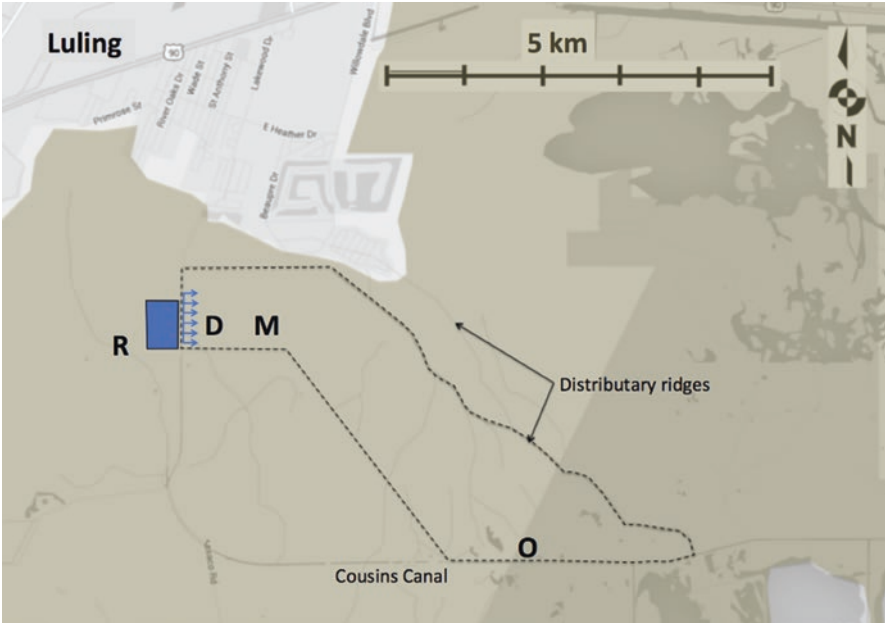 Luling
90
90
5 km
Willowdale Blvd
Lakewood Dr
St Anthony St
Wade St
River Oaks Dr
Primrose St
E Heather Dr
Beaupre Dr
N
R
D
M
Distributary ridges
O
Cousins Canal